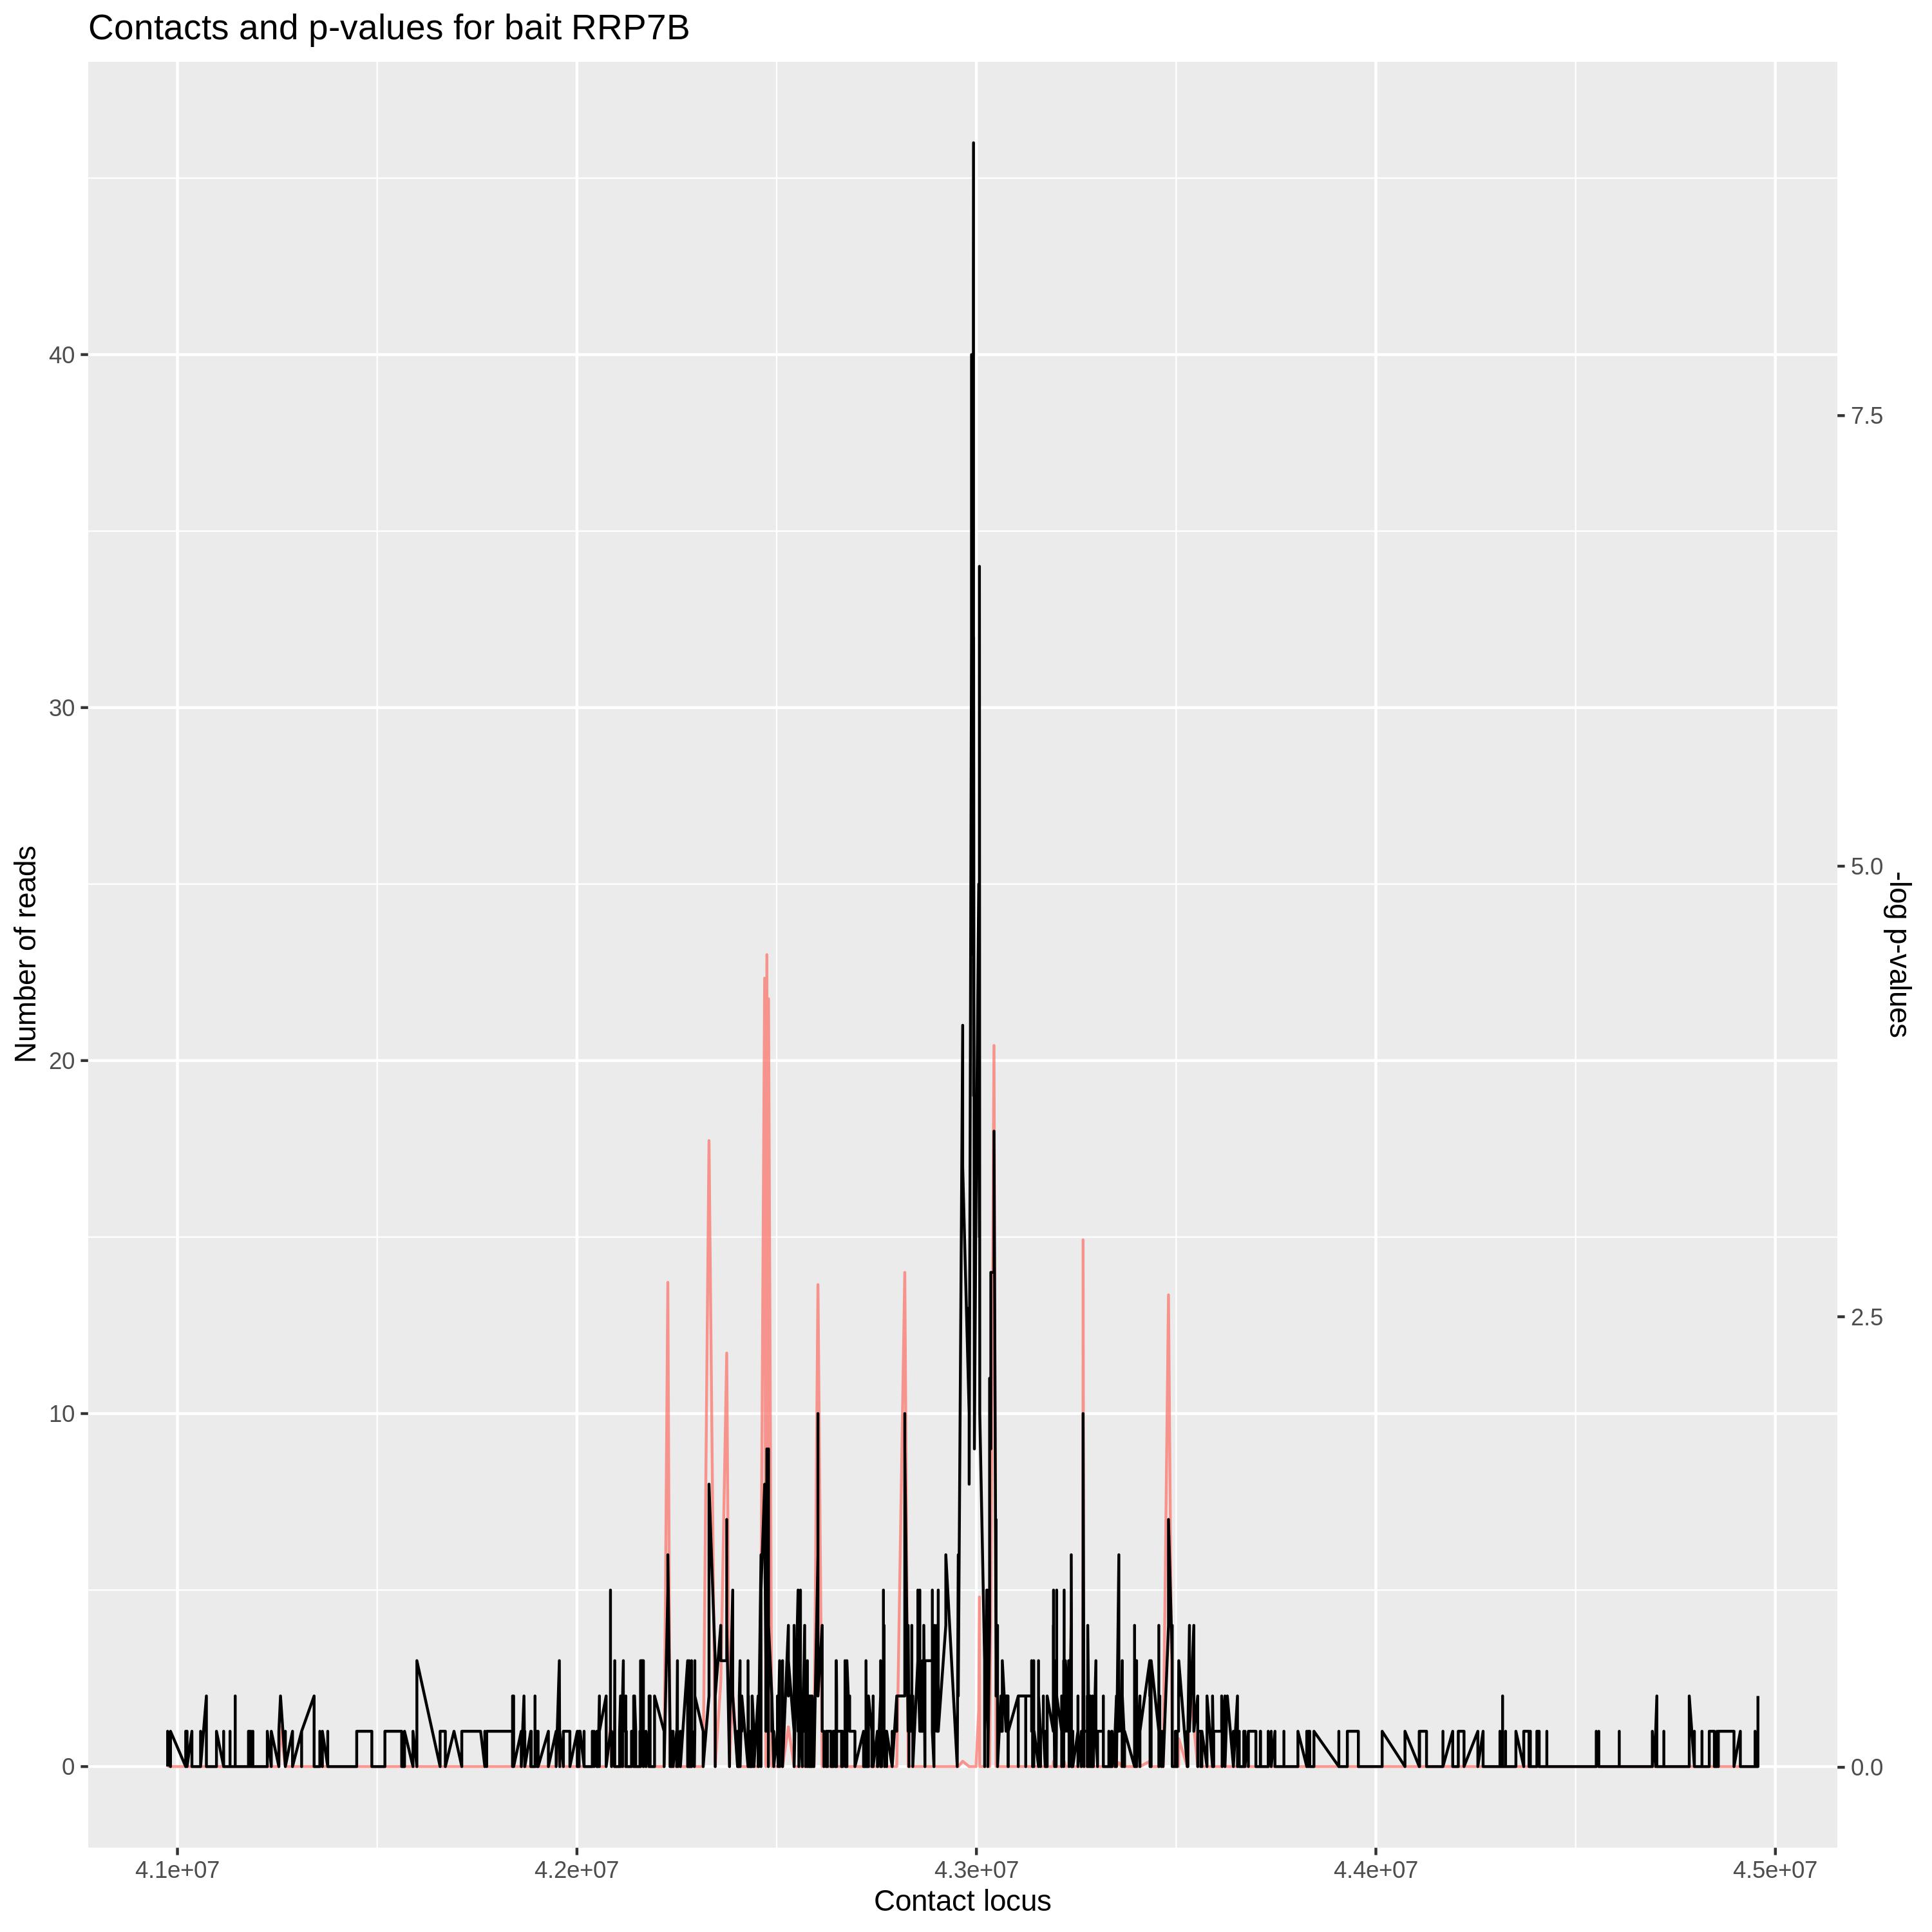 Contacts and p-values for bait RRP7B
40
30
20
10
0
Number of reads
7.5
5.0
2.5
0.0
-log p-values
4.1e+07
4.2e+07
4.3e+07
4.4e+07
4.5e+07
Contact locus